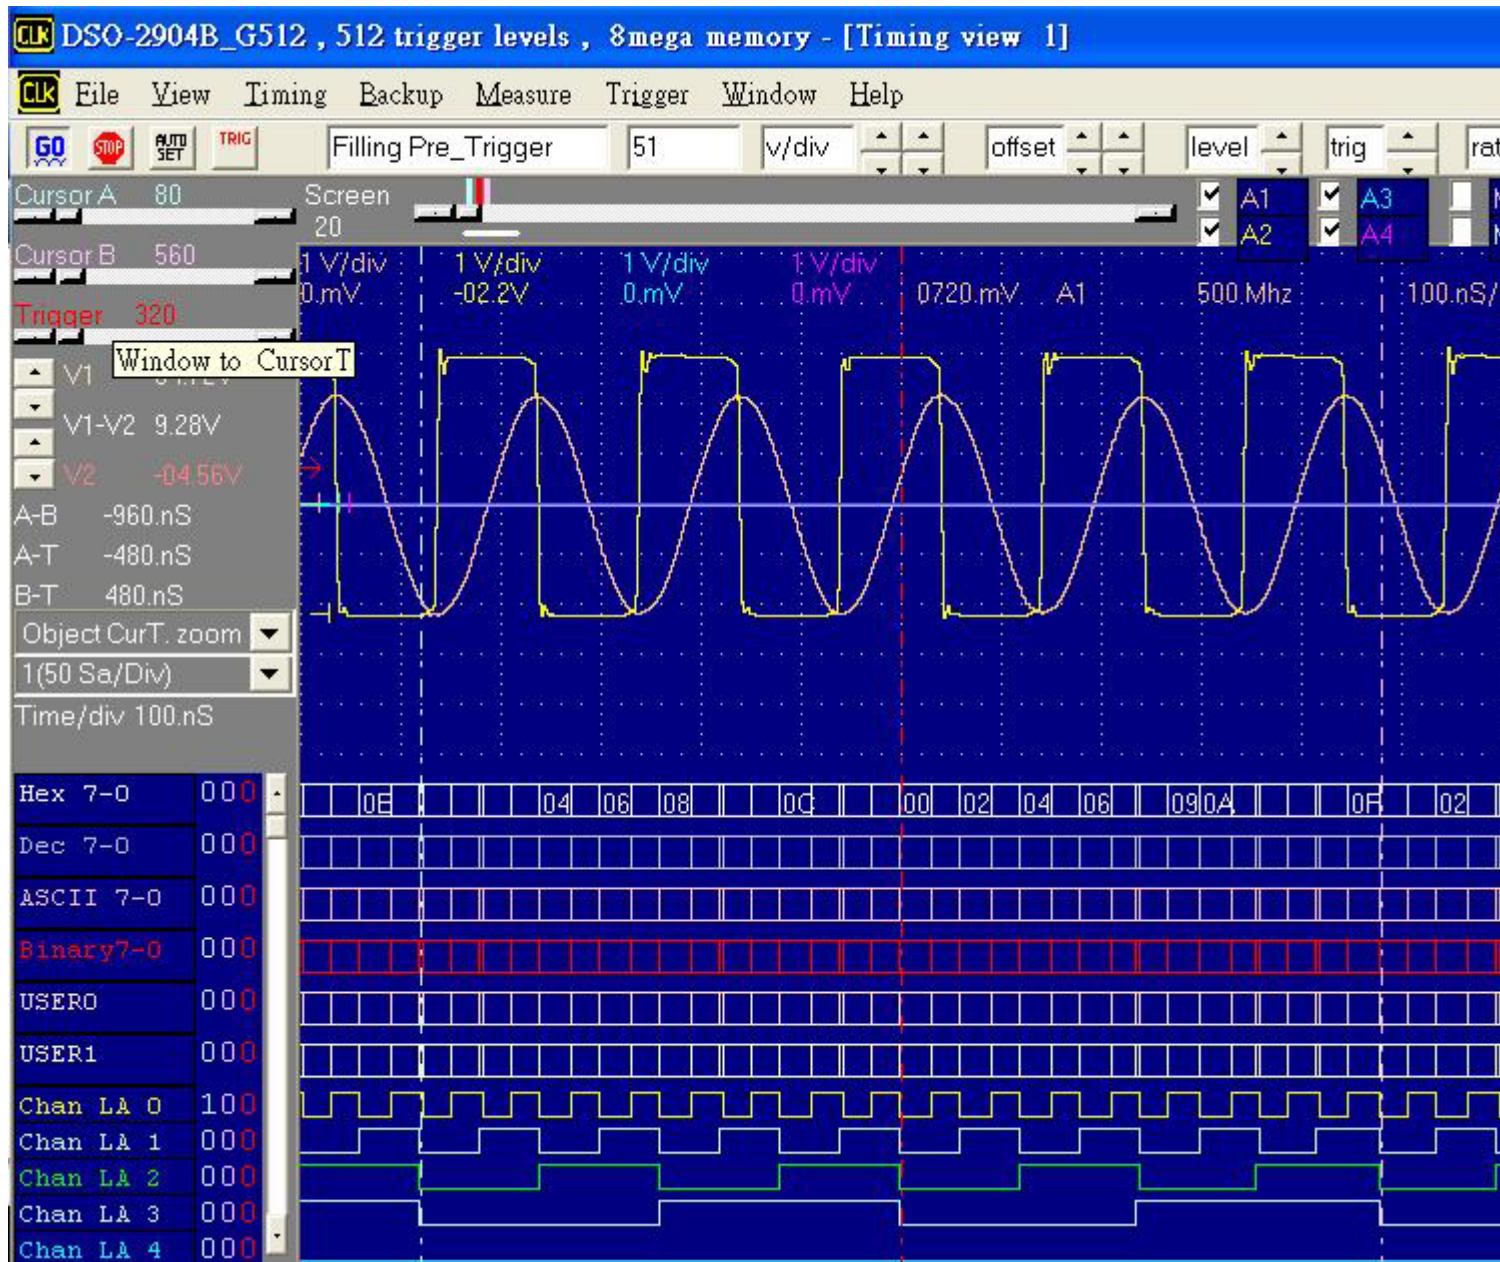 DSO-2904B_G512 , 512 trigger levels , 8mega memory - [Timing view 1]
CLK File View Timing Backup Measure Trigger Window Help
GO STOP AUTO SET TRIG Filling Pre_Trigger 51 v/div offset level trig rat
Cursor A 80 Screen A1 A3
20 A2 A4
Cursor B 560
1 V/div 1 V/div 1 V/div 1 V/div
0.mV -02.2V 0.mV 0.mV 0720.mV A1 500 Mhz 100.nS/
Trigger 320
Window to CursorT
V1
V1-V2 9.28V
V2 -04.56V
A-B -960.nS
A-T -480.nS
B-T 480.nS
Object CurT. zoom
1(50 Sa/Div)
Time/div 100.nS
Hex 7-0 000 0E 04 06 08 0C 00 02 04 06 09 0A 0F 02
Dec 7-0 000
ASCII 7-0 000
Binary7-0 000
USER0 000
USER1 000
Chan LA 0 100
Chan LA 1 000
Chan LA 2 000
Chan LA 3 000
Chan LA 4 000